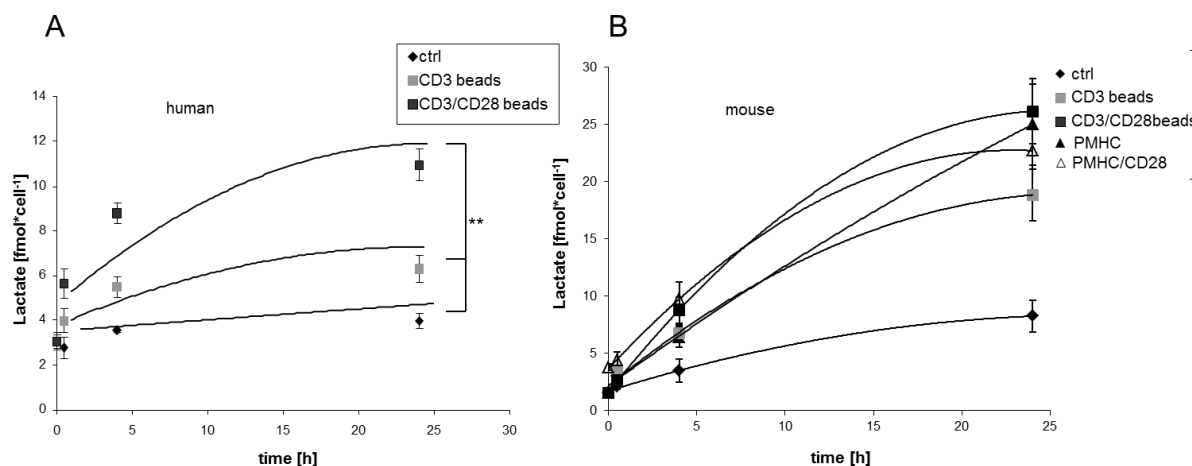 A
human
ctrl
CD3 beads
CD3/CD28 beads
14
12
10
8
6
4
2
0
Lactate [fmol*cell-1]
**
0 5 10 15 20 25 30
time [h]
B
mouse
ctrl
CD3 beads
CD3/CD28beads
PMHC
PMHC/CD28
30
25
20
15
10
5
0
Lactate [fmol*cell-1]
0 5 10 15 20 25
time [h]